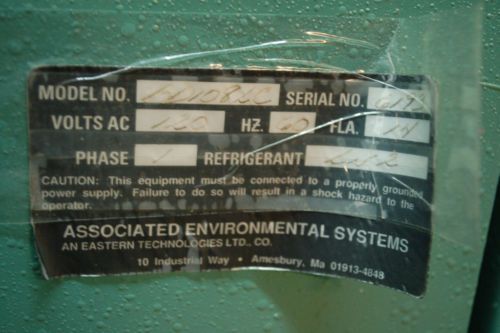 MODEL NO. SERIAL NO.
VOLTS AC 120 HZ. 60 FLA. 14
PHASE 1 REFRIGERANT
CAUTION: This equipment must be connected to a properly grounded
power supply. Failure to do so will result in a shock hazard to the
operator.
ASSOCIATED ENVIRONMENTAL SYSTEMS
AN EASTERN TECHNOLOGIES LTD., CO.
10 Industrial Way • Amesbury, Ma 01913-4848